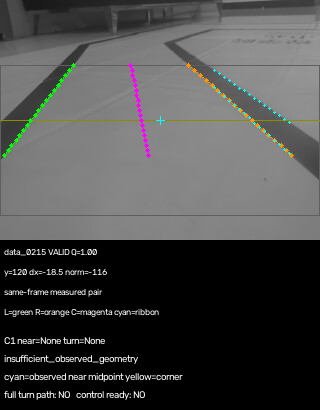 data_0215 VALID Q=1.00
y=120 dx=-18.5 norm=-116
same-frame measured pair
L=green R=orange C=magenta cyan=ribbon
C1 near=None turn=None
insufficient_observed_geometry
cyan=observed near midpoint yellow=corner
full turn path: NO control ready: NO